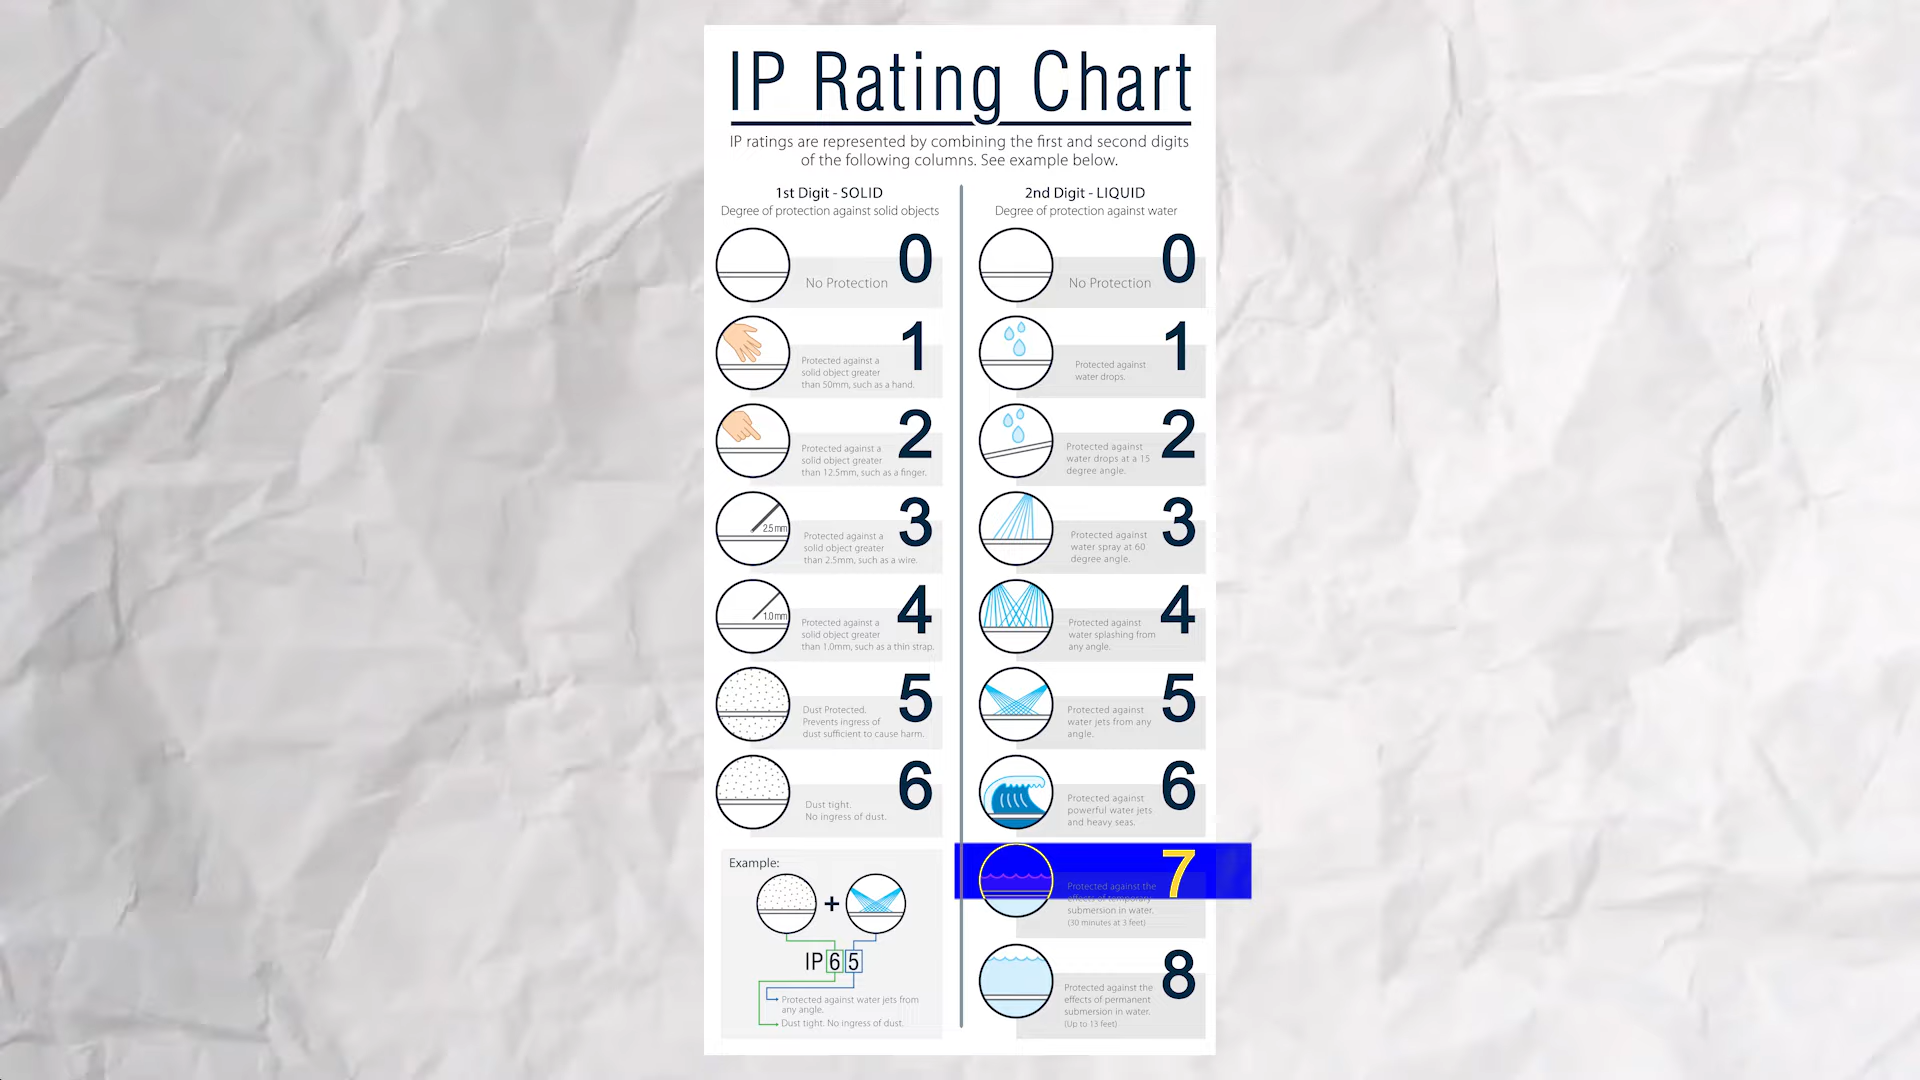 IP Rating Chart
IP ratings are represented by combining the first and second digits
of the following columns. See example below.
1st Digit - SOLID
Degree of protection against solid objects
0
No Protection
1
Protected against a
solid object greater
than 50mm, such as a hand.
2
Protected against a
solid object greater
than 12.5mm, such as a finger.
3
2.5 mm
Protected against a
solid object greater
than 2.5mm, such as a wire.
4
1.0 mm
Protected against a
solid object greater
than 1.0mm, such as a thin strap.
5
Dust Protected.
Prevents ingress of
dust sufficient to cause harm.
6
Dust tight.
No ingress of dust.
Example:
+
IP65
Protected against water jets from
any angle.
Dust tight. No ingress of dust.
2nd Digit - LIQUID
Degree of protection against water
0
No Protection
1
Protected against
water drops.
2
Protected against
water drops at a 15
degree angle.
3
Protected against
water spray at 60
degree angle.
4
Protected against
water splashing from
any angle.
5
Protected against
water jets from any
angle.
6
Protected against
powerful water jets
and heavy seas.
7
Protected against the
effects of temporary
submersion in water.
(30 minutes at 3 feet)
8
Protected against the
effects of permanent
submersion in water.
(Up to 13 feet)